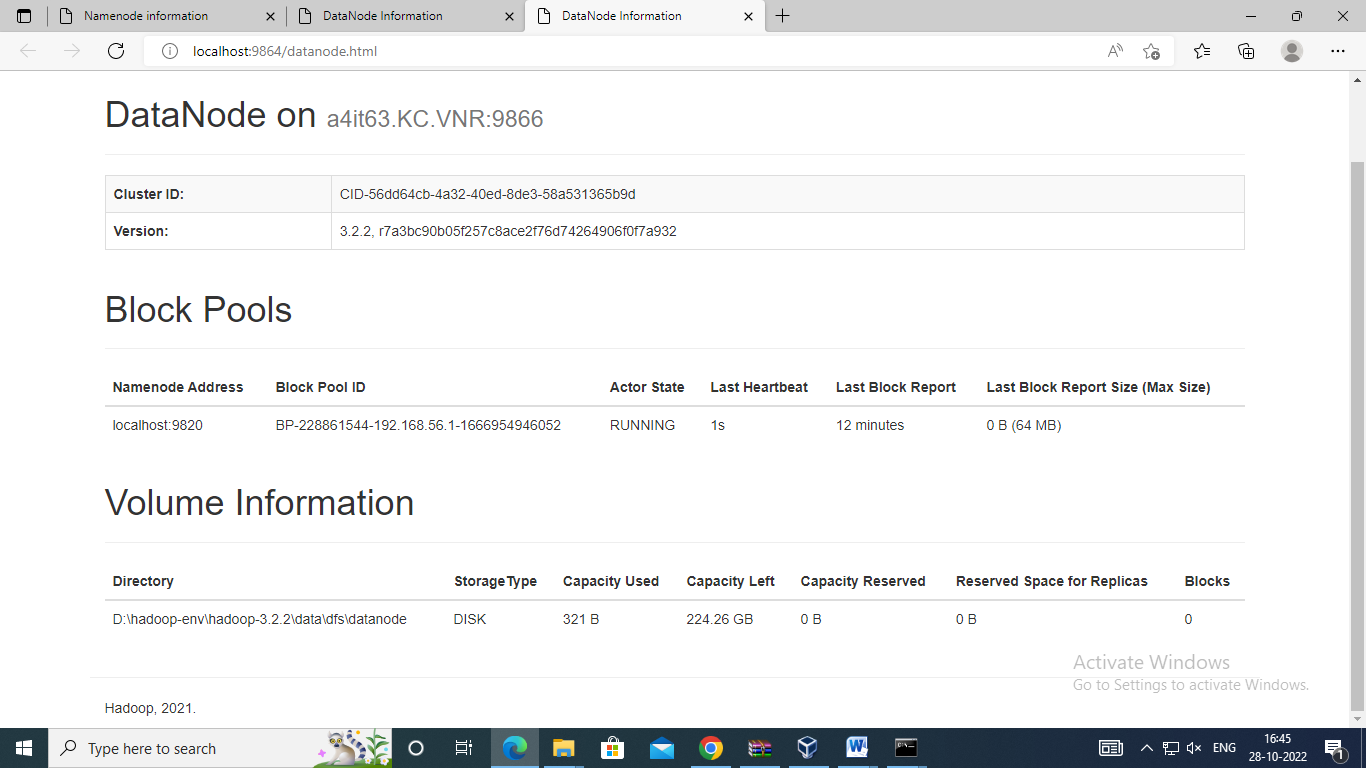 Namenode information
DataNode Information
DataNode Information
localhost:9864/datanode.html
DataNode on a4it63.KC.VNR:9866
Cluster ID: CID-56dd64cb-4a32-40ed-8de3-58a531365b9d
Version: 3.2.2, r7a3bc90b05f257c8ace2f76d74264906f0f7a932
Block Pools
Namenode Address Block Pool ID Actor State Last Heartbeat Last Block Report Last Block Report Size (Max Size)
localhost:9820 BP-228861544-192.168.56.1-1666954946052 RUNNING 1s 12 minutes 0 B (64 MB)
Volume Information
Directory StorageType Capacity Used Capacity Left Capacity Reserved Reserved Space for Replicas Blocks
D:\hadoop-env\hadoop-3.2.2\data\dfs\datanode DISK 321 B 224.26 GB 0 B 0 B 0
Activate Windows
Go to Settings to activate Windows.
Hadoop, 2021.
Type here to search
ENG
16:45
28-10-2022
1